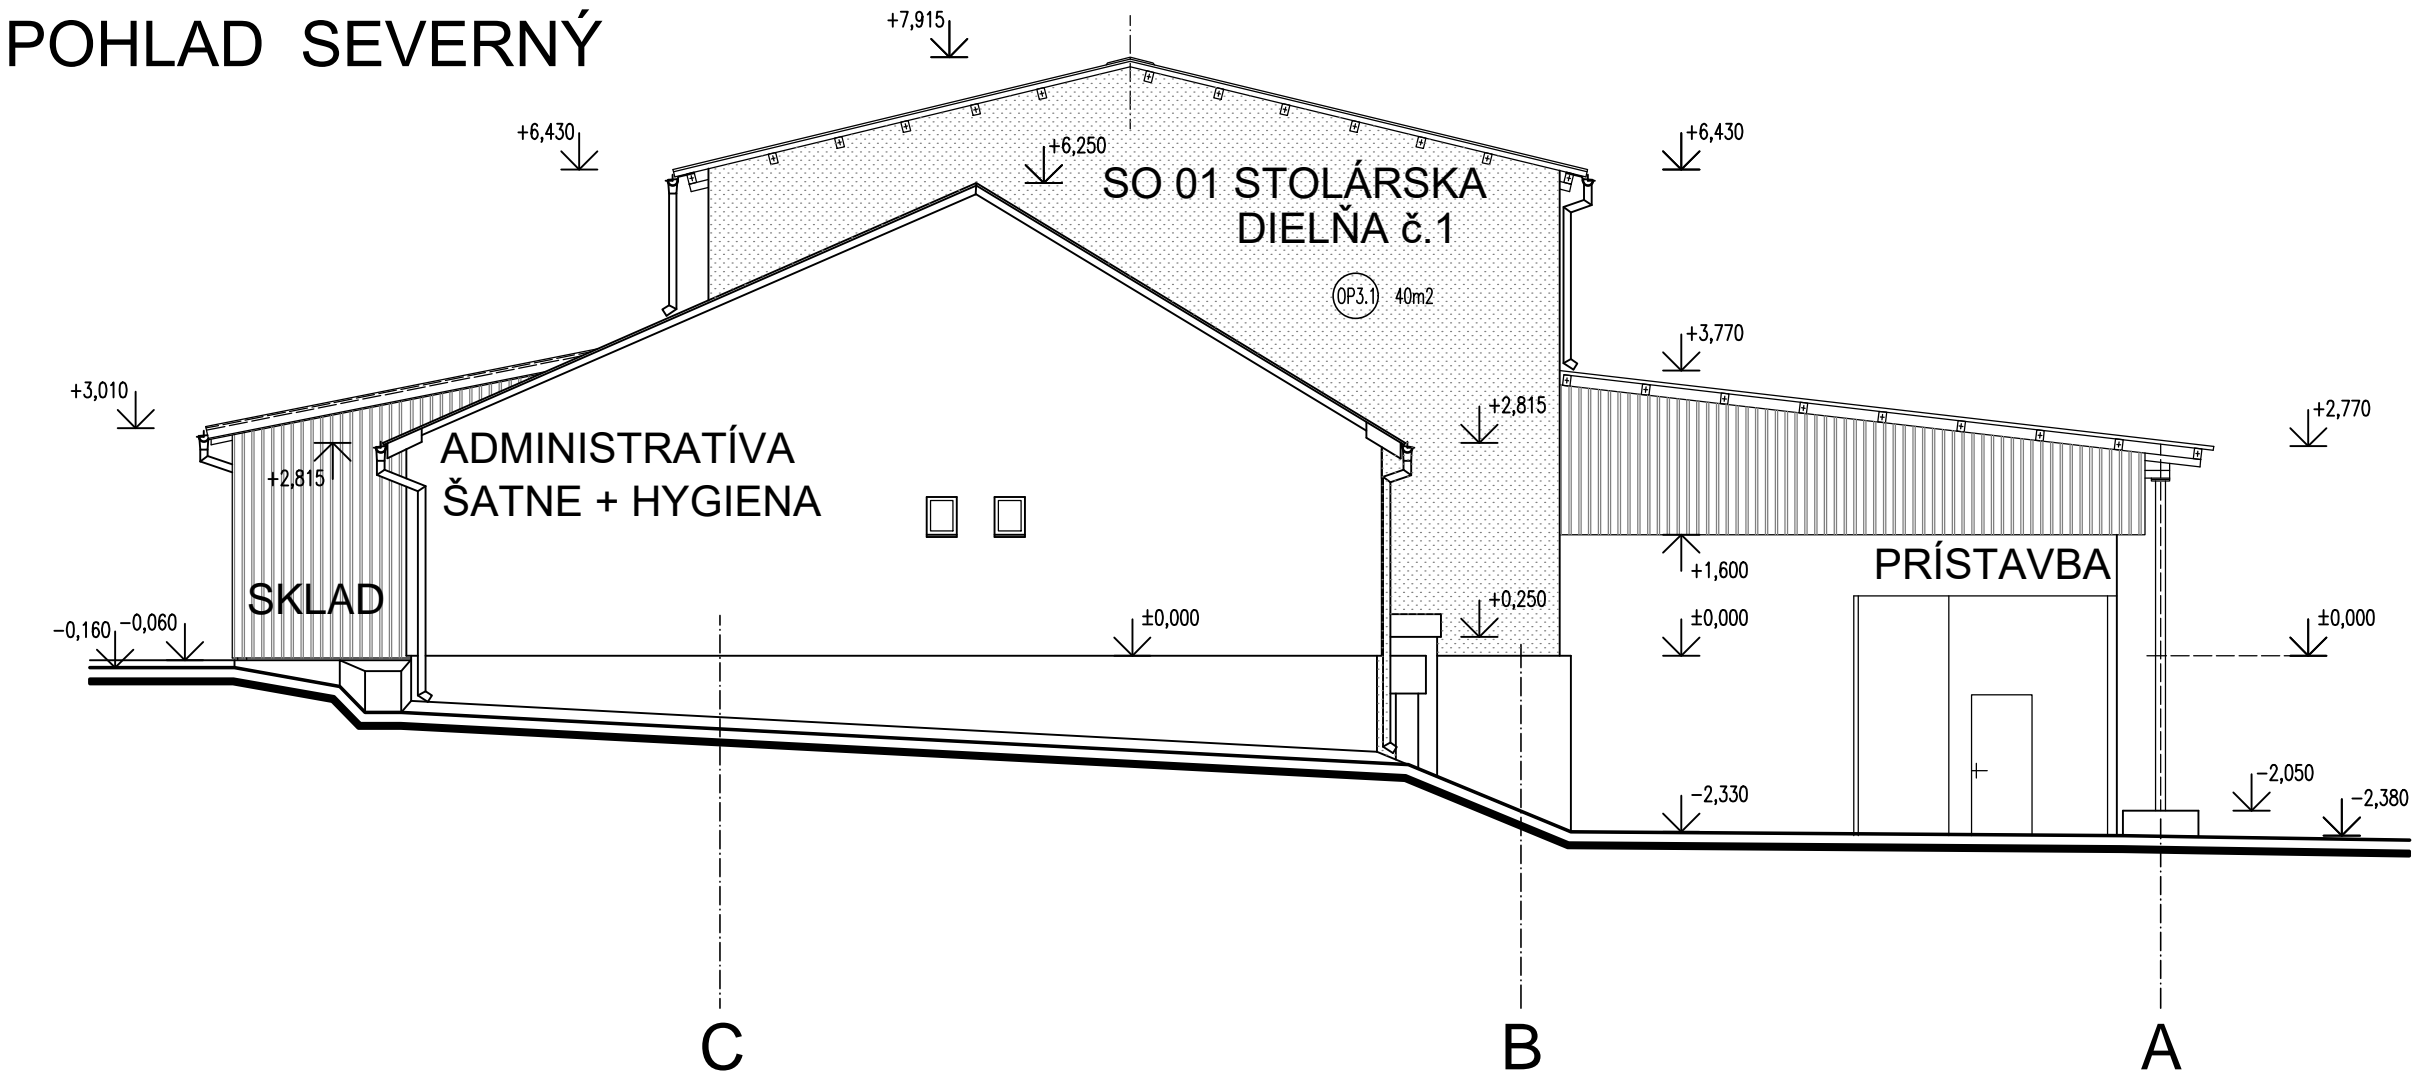 POHLAD SEVERNÝ
+7,915
+6,430
+6,250
+6,430
SO 01 STOLÁRSKA
DIELŇA č.1
OP3.1 40m2
+3,770
+3,010
+2,815
+2,770
ADMINISTRATÍVA
+2,815
ŠATNE + HYGIENA
PRÍSTAVBA
+1,600
SKLAD
+0,250
-0,160
-0,060
±0,000
±0,000
±0,000
-2,050
-2,330
-2,380
C
B
A